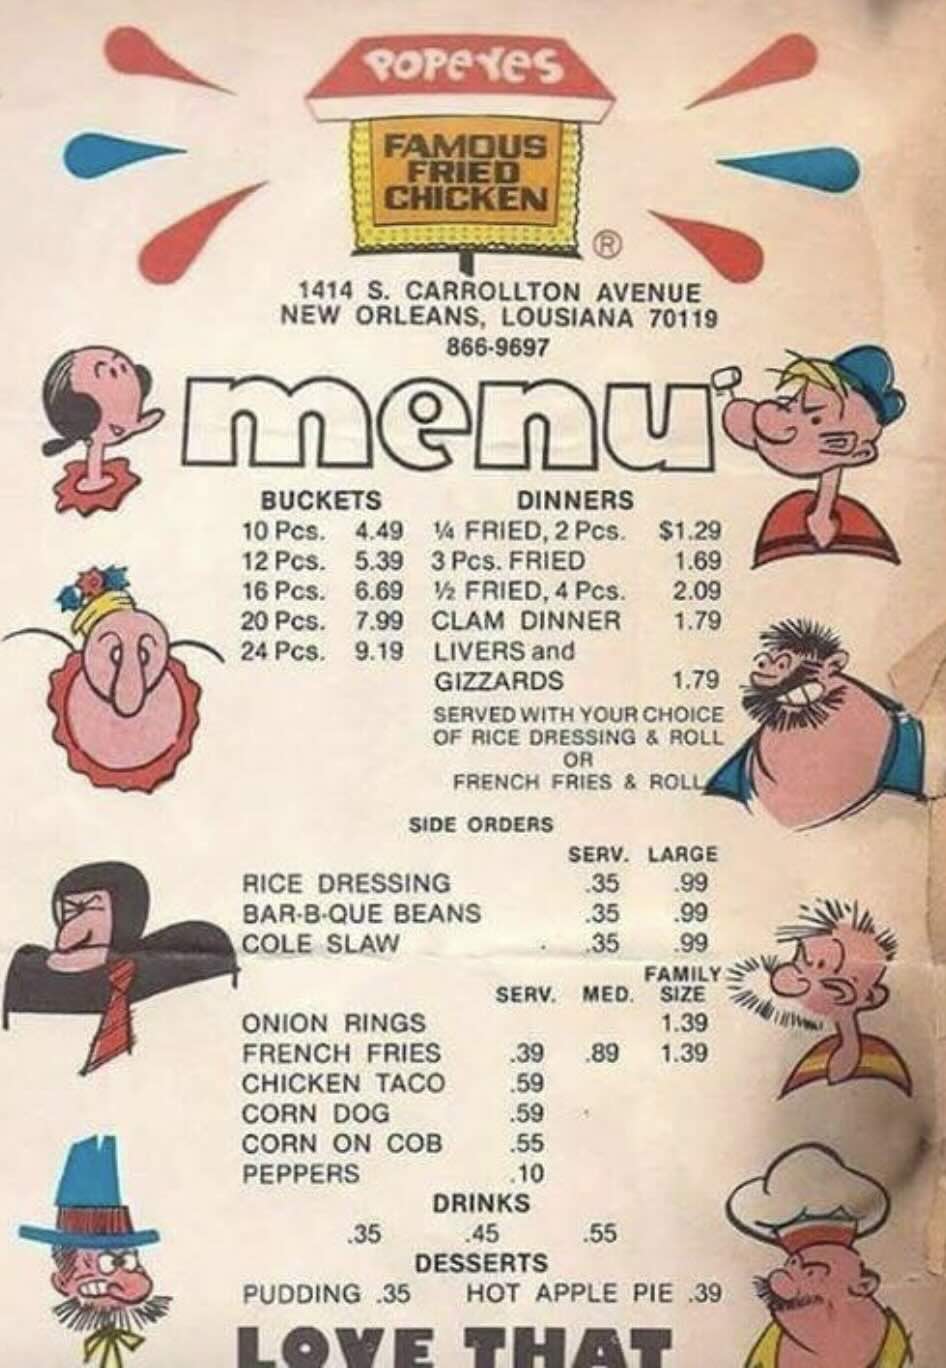 POPEYES
FAMOUS
FRIED
CHICKEN
®
1414 S. CARROLLTON AVENUE
NEW ORLEANS, LOUSIANA 70119
866-9697
menu
BUCKETS
10 Pcs. 4.49
12 Pcs. 5.39
16 Pcs. 6.69
20 Pcs. 7.99
24 Pcs. 9.19
DINNERS
¼ FRIED, 2 Pcs. $1.29
3 Pcs. FRIED 1.69
½ FRIED, 4 Pcs. 2.09
CLAM DINNER 1.79
LIVERS and
GIZZARDS 1.79
SERVED WITH YOUR CHOICE
OF RICE DRESSING & ROLL
OR
FRENCH FRIES & ROLL
SIDE ORDERS
SERV. LARGE
RICE DRESSING .35 .99
BAR-B-QUE BEANS .35 .99
COLE SLAW .35 .99
FAMILY
SERV. MED. SIZE
ONION RINGS 1.39
FRENCH FRIES .39 .89 1.39
CHICKEN TACO .59
CORN DOG .59
CORN ON COB .55
PEPPERS .10
DRINKS
.35 .45 .55
DESSERTS
PUDDING .35 HOT APPLE PIE .39
LOVE THAT